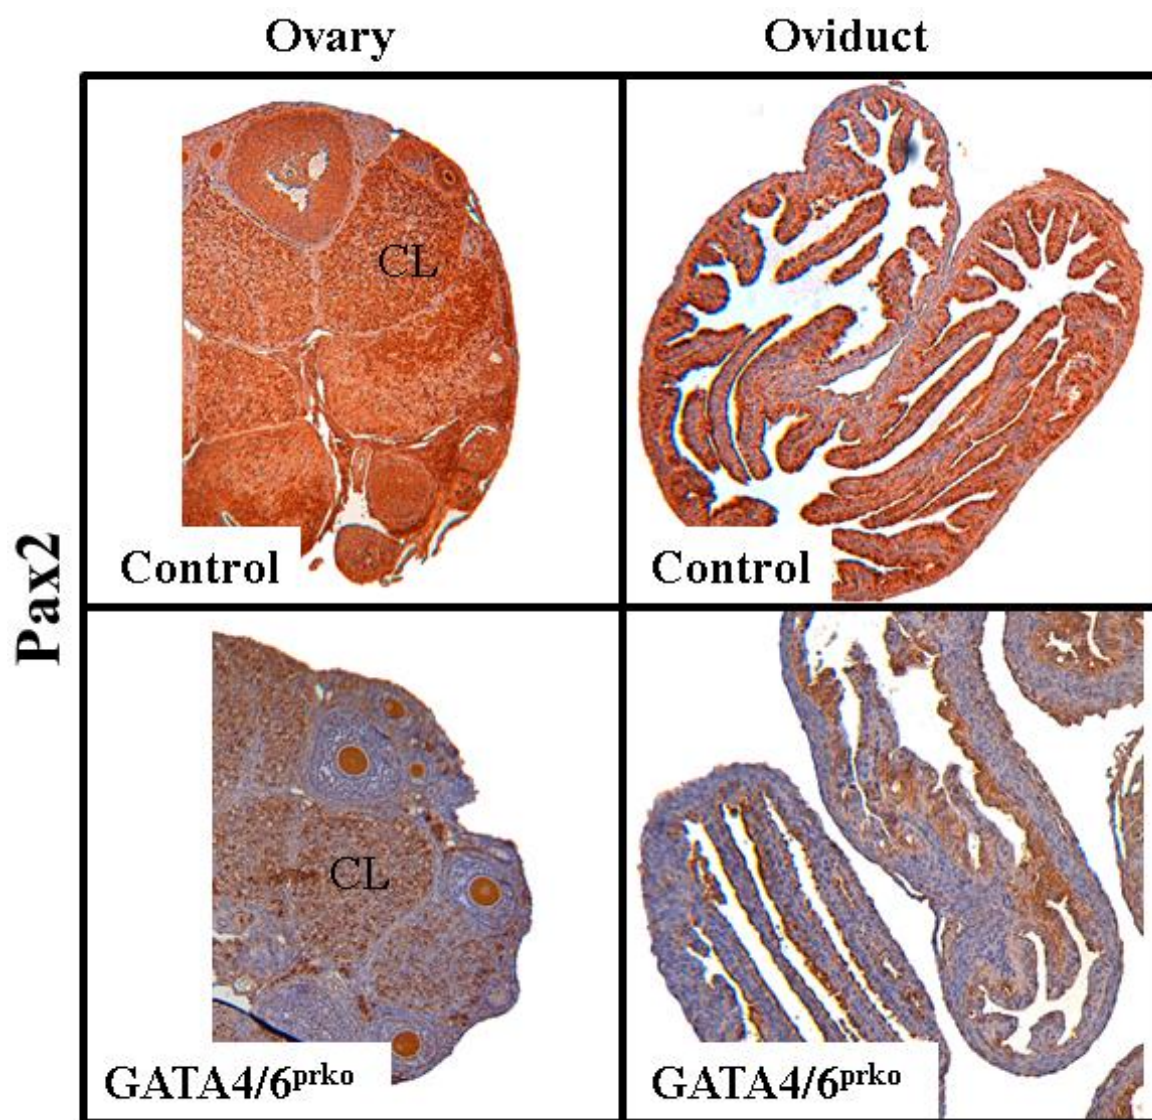 Ovary
Oviduct
Pax2
CL
Control
Control
CL
GATA4/6prko
GATA4/6prko